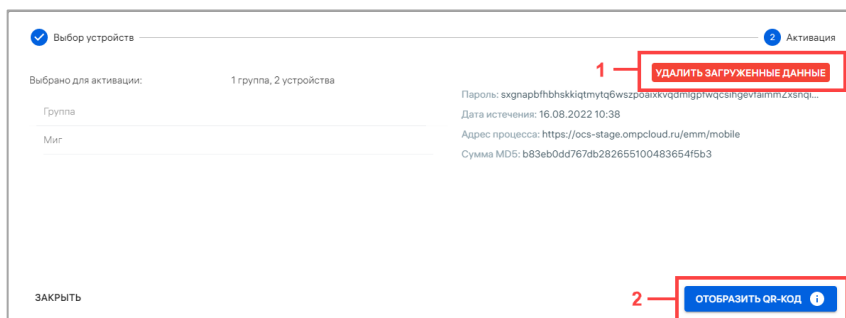 Выбор устройств
2 Активация
1
УДАЛИТЬ ЗАГРУЖЕННЫЕ ДАННЫЕ
Выбрано для активации: 1 группа, 2 устройства
Группа
Миг
Пароль:
Дата истечения: 16.08.2022 10:38
Адрес процесса: https://ocs-stage.ompcloud.ru/emm/mobile
Сумма MD5: b83eb0dd767db282655100483654f5b3
ЗАКРЫТЬ
2
ОТОБРАЗИТЬ QR-КОД i